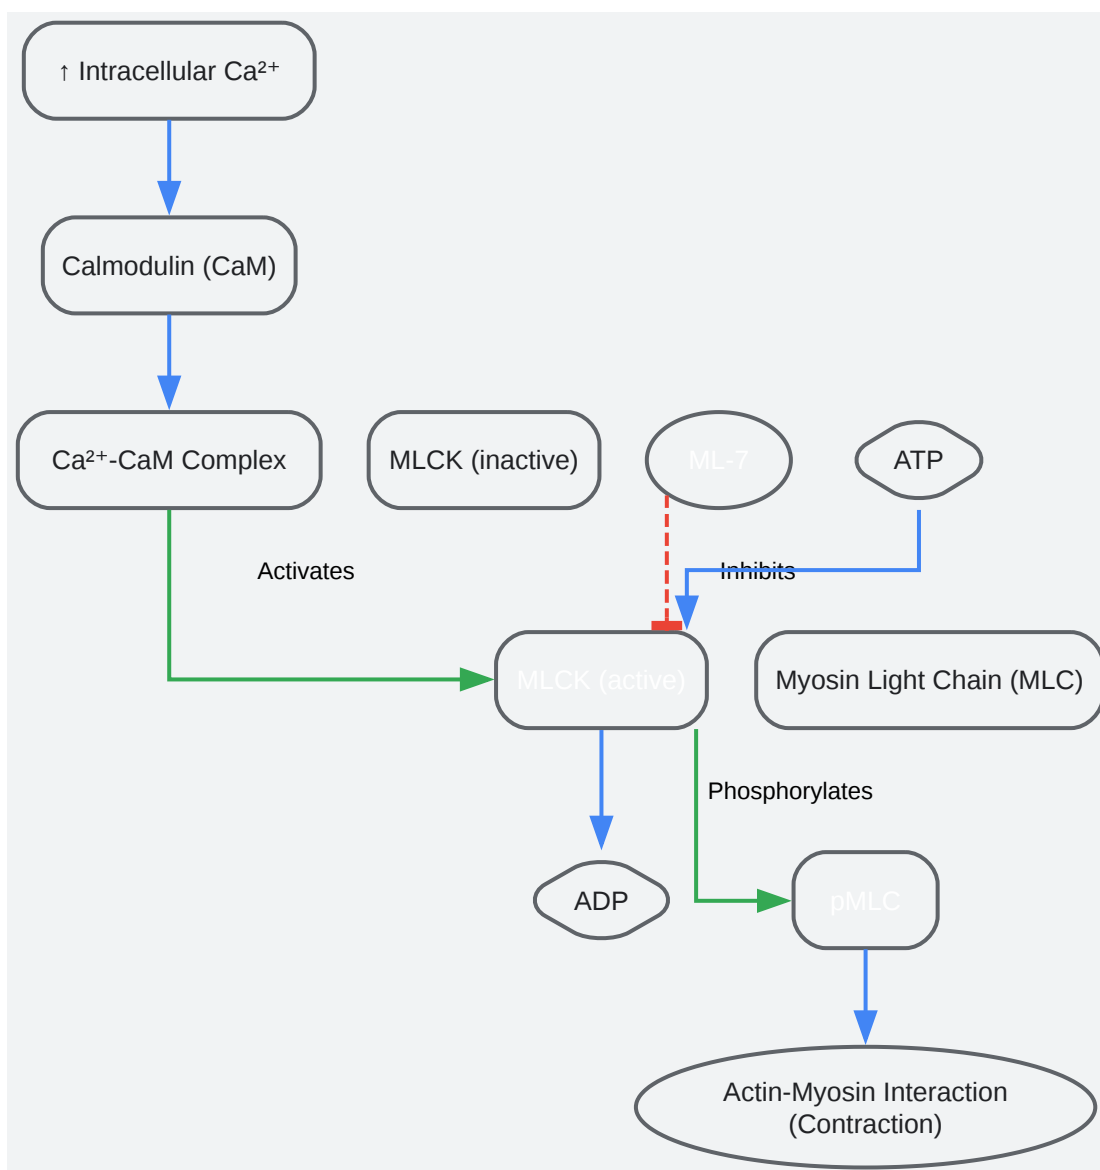 ↑ Intracellular Ca²⁺
Calmodulin (CaM)
Ca²⁺-CaM Complex
MLCK (inactive)
ML-7
ATP
Activates
Inhibits
MLCK (active)
Myosin Light Chain (MLC)
Phosphorylates
ADP
pMLC
Actin-Myosin Interaction
(Contraction)